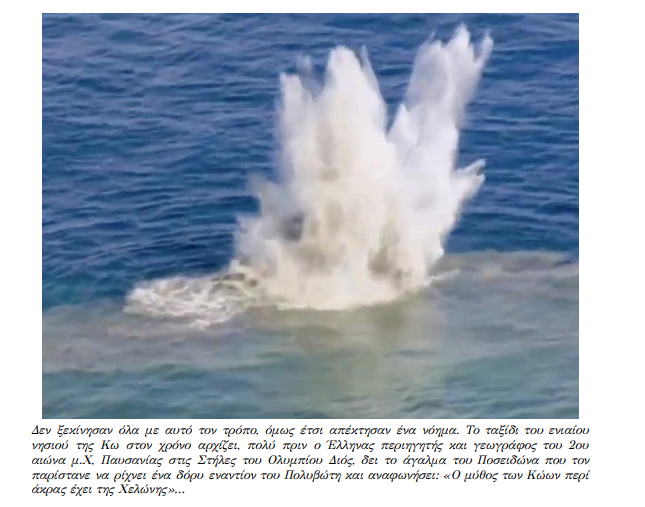 Δεν ξεκίνησαν όλα με αυτό τον τρόπο, όμως έτσι απέκτησαν ένα νόημα. Το ταξίδι του ενιαίου
νησιού της Κω στον χρόνο αρχίζει, πολύ πριν ο Έλληνας περιηγητής και γεωγράφος του 2ου
αιώνα μ.Χ, Παυσανίας στις Στήλες του Ολυμπίου Διός, δει το άγαλμα του Ποσειδώνα που τον
παρίστανε να ρίχνει ένα δόρυ εναντίον του Πολυβώτη και αναφωνήσει: «Ο μύθος των Κώων περί
άκρας έχει της Χελώνης»...